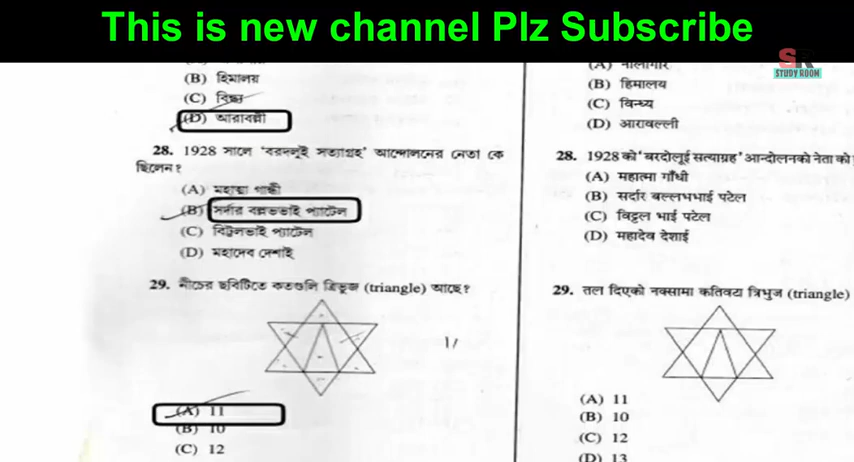 This is new channel Plz Subscribe
SR
STUDY ROOM
(B) হিমালয়
(C) বিন্ধ্য
(D) আরাবল্লী
28. 1928 সালে 'বরদলুই সত্যাগ্রহ' আন্দোলনের নেতা কে
ছিলেন?
(A) মহাত্মা গান্ধী
(B) সর্দার বল্লভভাই প্যাটেল
(C) বিট্ঠলভাই প্যাটেল
(D) মহাদেব দেশাই
29. নীচের ছবিটিতে কতগুলি ত্রিভুজ (triangle) আছে?
(A) 11
(B) 10
(C) 12
(A) नीलगिरि
(B) हिमालय
(C) विन्ध्य
(D) आरावल्ली
28. 1928 को 'बरदोलूई सत्याग्रह' आन्दोलनको नेता को
(A) महात्मा गाँधी
(B) सर्दार बल्लभभाई पटेल
(C) विट्ठल भाई पटेल
(D) महादेव देशाई
29. तल दिएको नक्सामा कतिवटा त्रिभुज (triangle)
(A) 11
(B) 10
(C) 12
(D) 13